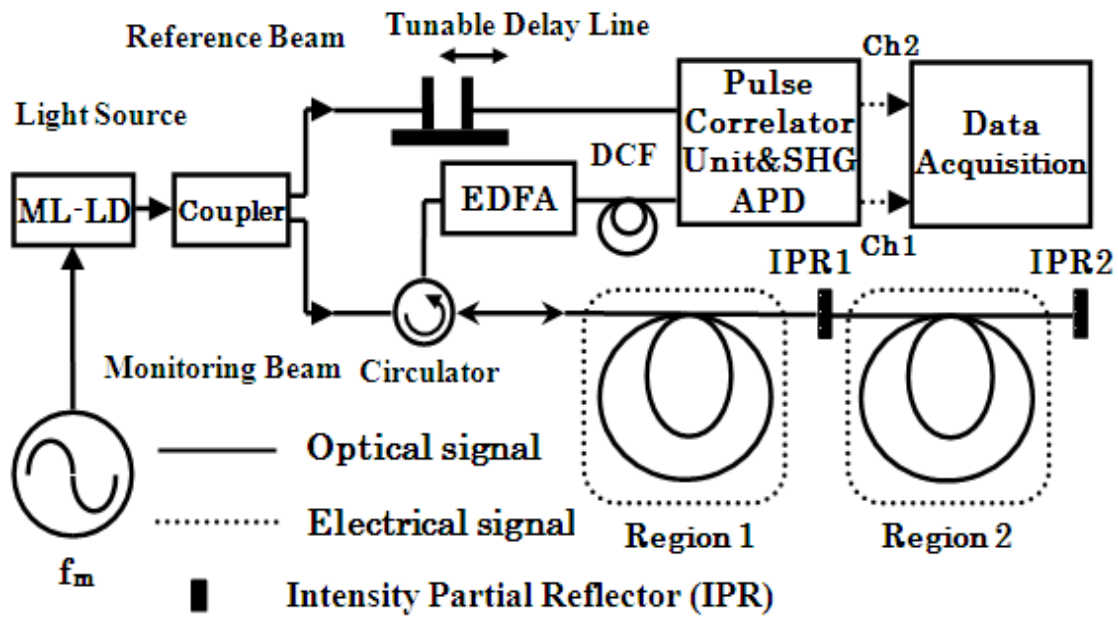 Reference Beam
Tunable Delay Line
Ch2
Light Source
Pulse
Correlator
Unit&SHG
APD
Data
Acquisition
DCF
ML-LD
Coupler
EDFA
Ch1
IPR1
IPR2
Monitoring Beam
Circulator
Optical signal
Electrical signal
Region 1
Region 2
fm
Intensity Partial Reflector (IPR)